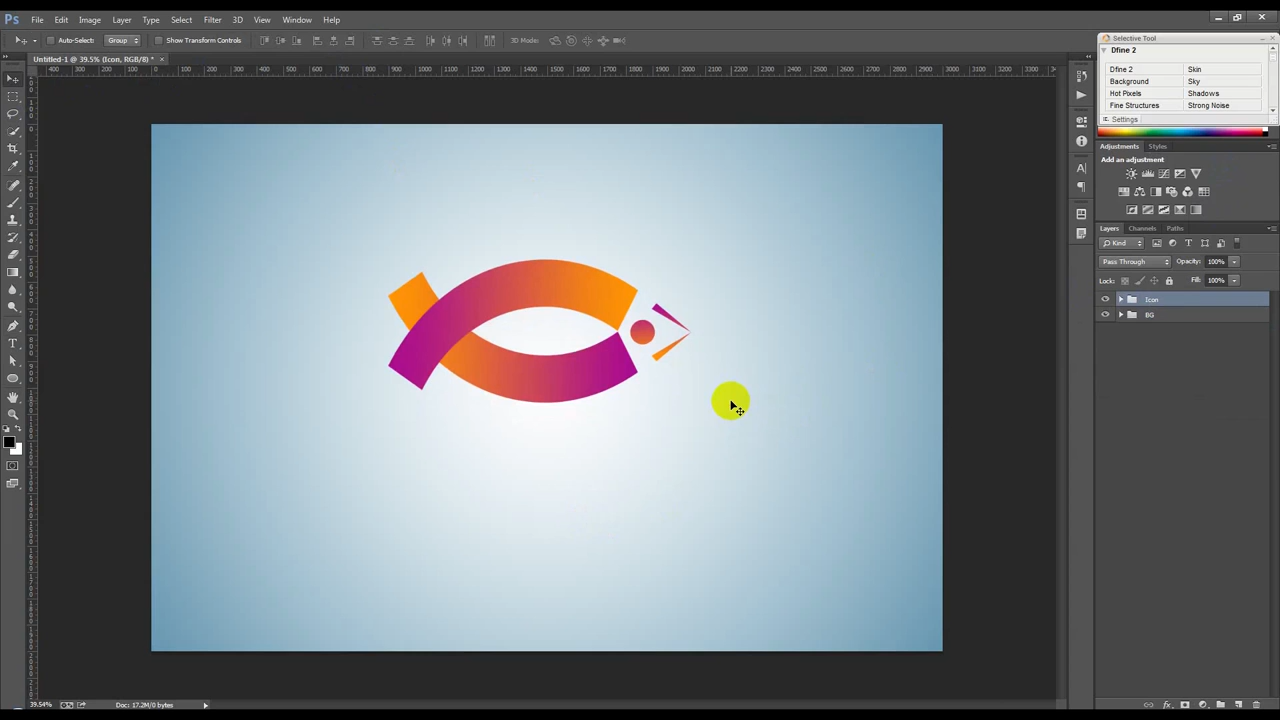 Ps File Edit Image Layer Type Select Filter 3D View Window Help
Auto-Select: Group Show Transform Controls 3D Mode:
Untitled-1 @ 39.5% (Icon, RGB/8) * ×
Selective Tool
Dfine 2
Dfine 2 Skin
Background Sky
Hot Pixels Shadows
Fine Structures Strong Noise
Settings
Adjustments Styles
Add an adjustment
Layers Channels Paths
Kind
Pass Through Opacity: 100%
Lock: Fill: 100%
Icon
BG
39.54% Doc: 17.2M/0 bytes